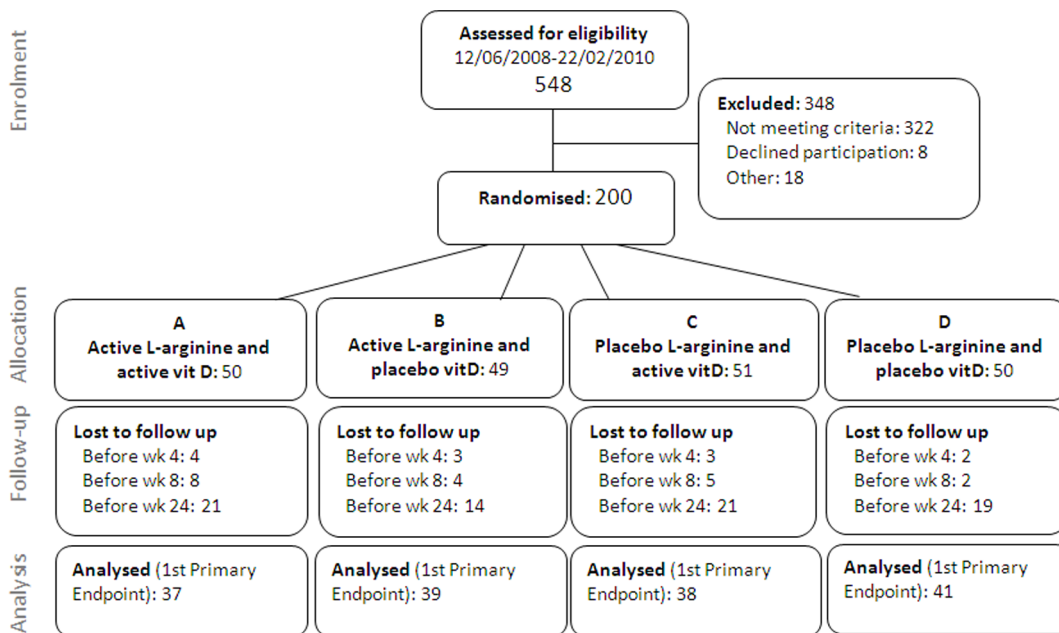 Enrolment
Assessed for eligibility
12/06/2008-22/02/2010
548
Excluded: 348
Not meeting criteria: 322
Declined participation: 8
Other: 18
Randomised: 200
Allocation
A
Active L-arginine and
active vit D: 50
B
Active L-arginine and
placebo vitD: 49
C
Placebo L-arginine and
active vitD: 51
D
Placebo L-arginine and
placebo vitD: 50
Follow-up
Lost to follow up
Before wk 4: 4
Before wk 8: 8
Before wk 24: 21
Lost to follow up
Before wk 4: 3
Before wk 8: 4
Before wk 24: 14
Lost to follow up
Before wk 4: 3
Before wk 8: 5
Before wk 24: 21
Lost to follow up
Before wk 4: 2
Before wk 8: 2
Before wk 24: 19
Analysis
Analysed (1st Primary
Endpoint): 37
Analysed (1st Primary
Endpoint): 39
Analysed (1st Primary
Endpoint): 38
Analysed (1st Primary
Endpoint): 41